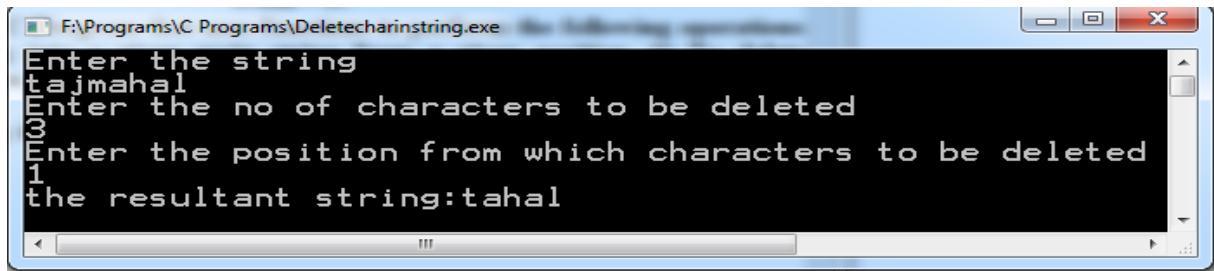 F:\Programs\C Programs\Deletecharinstring.exe
Enter the string
tajmahal
Enter the no of characters to be deleted
3
Enter the position from which characters to be deleted
1
the resultant string:tahal